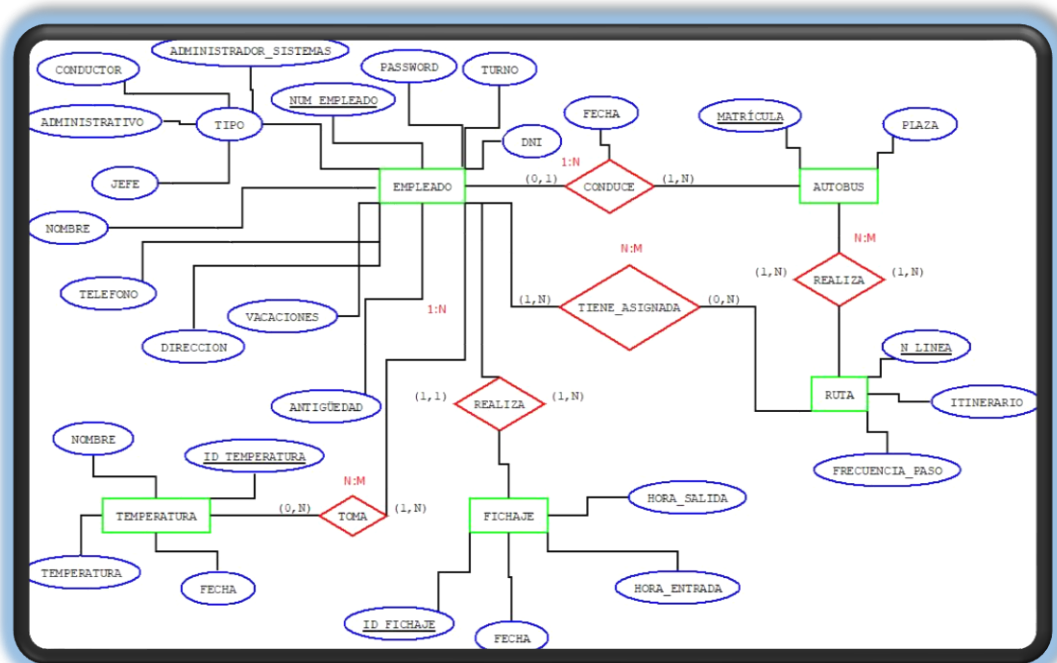 ADMINISTRADOR_SISTEMAS
CONDUCTOR
PASSWORD
TURNO
NUM_EMPLEADO
ADMINISTRATIVO
TIPO
FECHA
MATRÍCULA
PLAZA
DNI
JEFE
1:N
EMPLEADO
(0,1)
CONDUCE
(1,N)
AUTOBUS
NOMBRE
N:M
N:M
(1,N)
REALIZA
(1,N)
TELEFONO
VACACIONES
1:N
(1,N)
TIENE_ASIGNADA
(0,N)
DIRECCION
N_LINEA
ANTIGÜEDAD
(1,1)
REALIZA
(1,N)
RUTA
ITINERARIO
NOMBRE
ID_TEMPERATURA
FRECUENCIA_PASO
N:M
HORA_SALIDA
TEMPERATURA
(0,N)
TOMA
(1,N)
FICHAJE
TEMPERATURA
FECHA
HORA_ENTRADA
ID_FICHAJE
FECHA